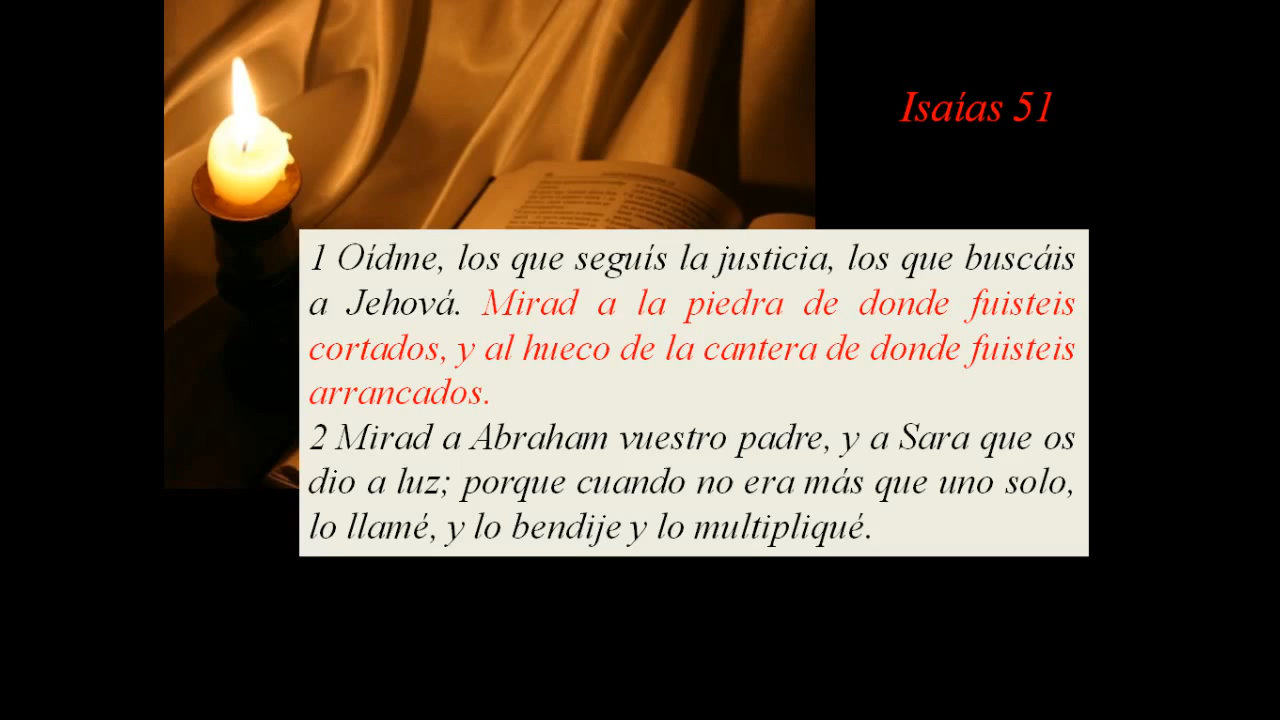 Isaías 51
1 Oídme, los que seguís la justicia, los que buscáis
a Jehová. Mirad a la piedra de donde fuisteis
cortados, y al hueco de la cantera de donde fuisteis
arrancados.
2 Mirad a Abraham vuestro padre, y a Sara que os
dio a luz; porque cuando no era más que uno solo,
lo llamé, y lo bendije y lo multipliqué.